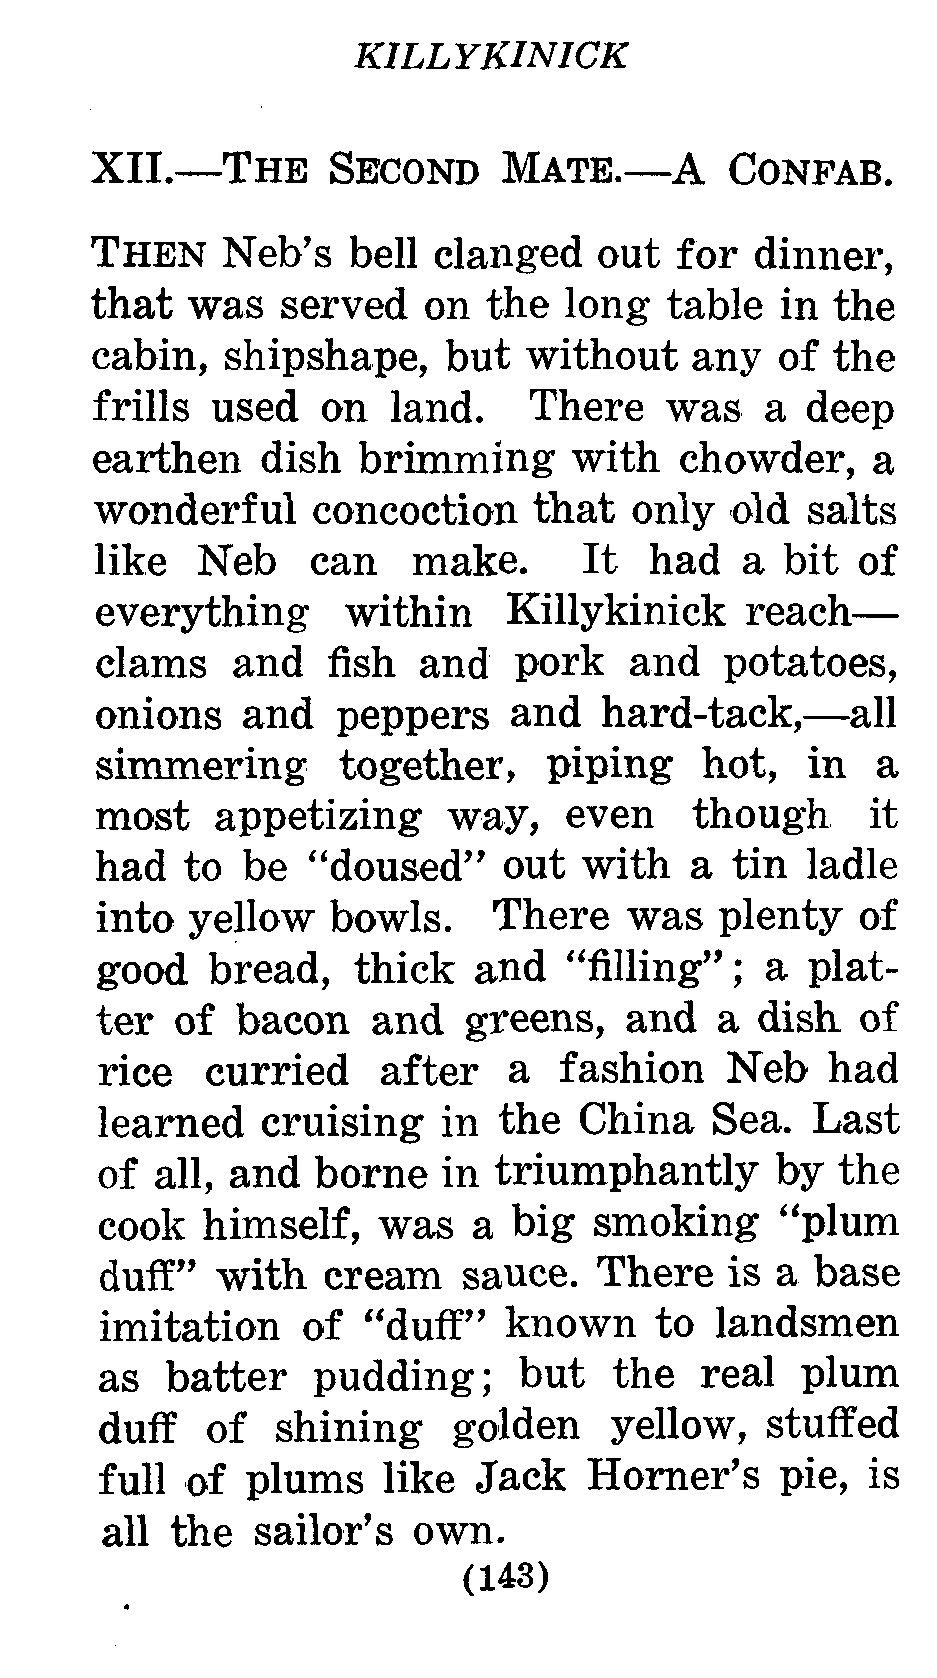 KILLYKINICK
XII.—THE SECOND MATE.—A CONFAB.
THEN Neb's bell clanged out for dinner,
that was served on the long table in the
cabin, shipshape, but without any of the
frills used on land. There was a deep
earthen dish brimming with chowder, a
wonderful concoction that only old salts
like Neb can make. It had a bit of
everything within Killykinick reach—
clams and fish and pork and potatoes,
onions and peppers and hard-tack,—all
simmering together, piping hot, in a
most appetizing way, even though it
had to be "doused" out with a tin ladle
into yellow bowls. There was plenty of
good bread, thick and "filling"; a plat-
ter of bacon and greens, and a dish of
rice curried after a fashion Neb had
learned cruising in the China Sea. Last
of all, and borne in triumphantly by the
cook himself, was a big smoking "plum
duff" with cream sauce. There is a base
imitation of "duff" known to landsmen
as batter pudding; but the real plum
duff of shining golden yellow, stuffed
full of plums like Jack Horner's pie, is
all the sailor's own.
(143)